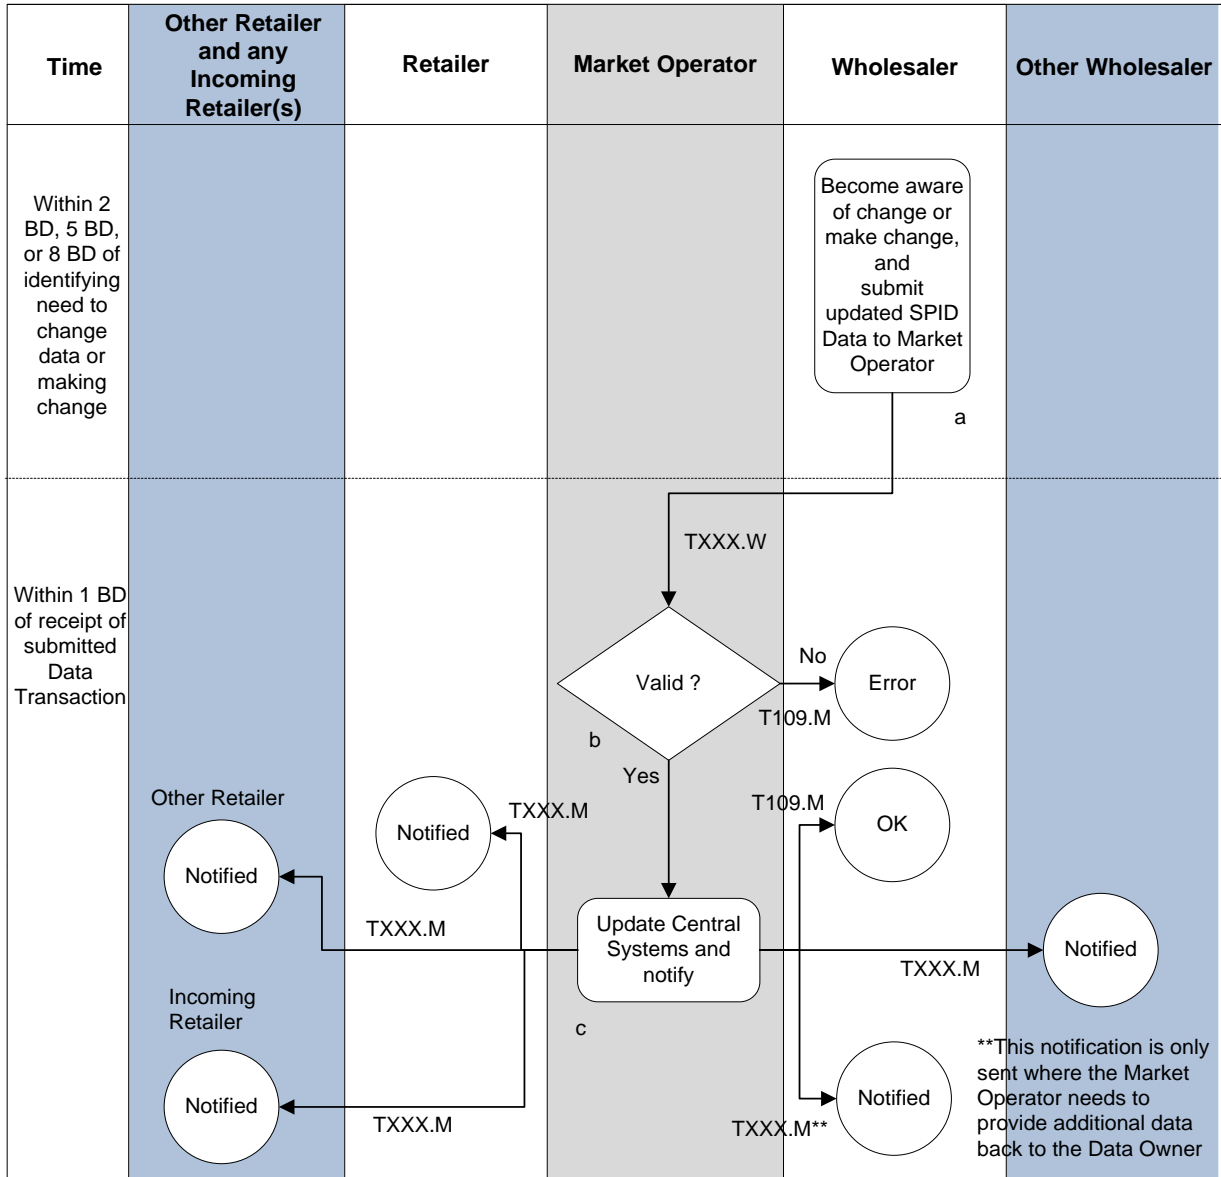 Time
Other Retailer
and any
Incoming
Retailer(s)
Retailer
Market Operator
Wholesaler
Other Wholesaler
Within 2
BD, 5 BD,
or 8 BD of
identifying
need to
change
data or
making
change
Become aware
of change or
make change,
and
submit
updated SPID
Data to Market
Operator
a
TXXX.W
Within 1 BD
of receipt of
submitted
Data
Transaction
Valid ?
No
Error
T109.M
b
Yes
Other Retailer
Notified
TXXX.M
Notified
T109.M
OK
TXXX.M
Update Central
Systems and
notify
Notified
TXXX.M
Incoming
Retailer
c
Notified
TXXX.M
Notified
TXXX.M**
**This notification is only
sent where the Market
Operator needs to
provide additional data
back to the Data Owner